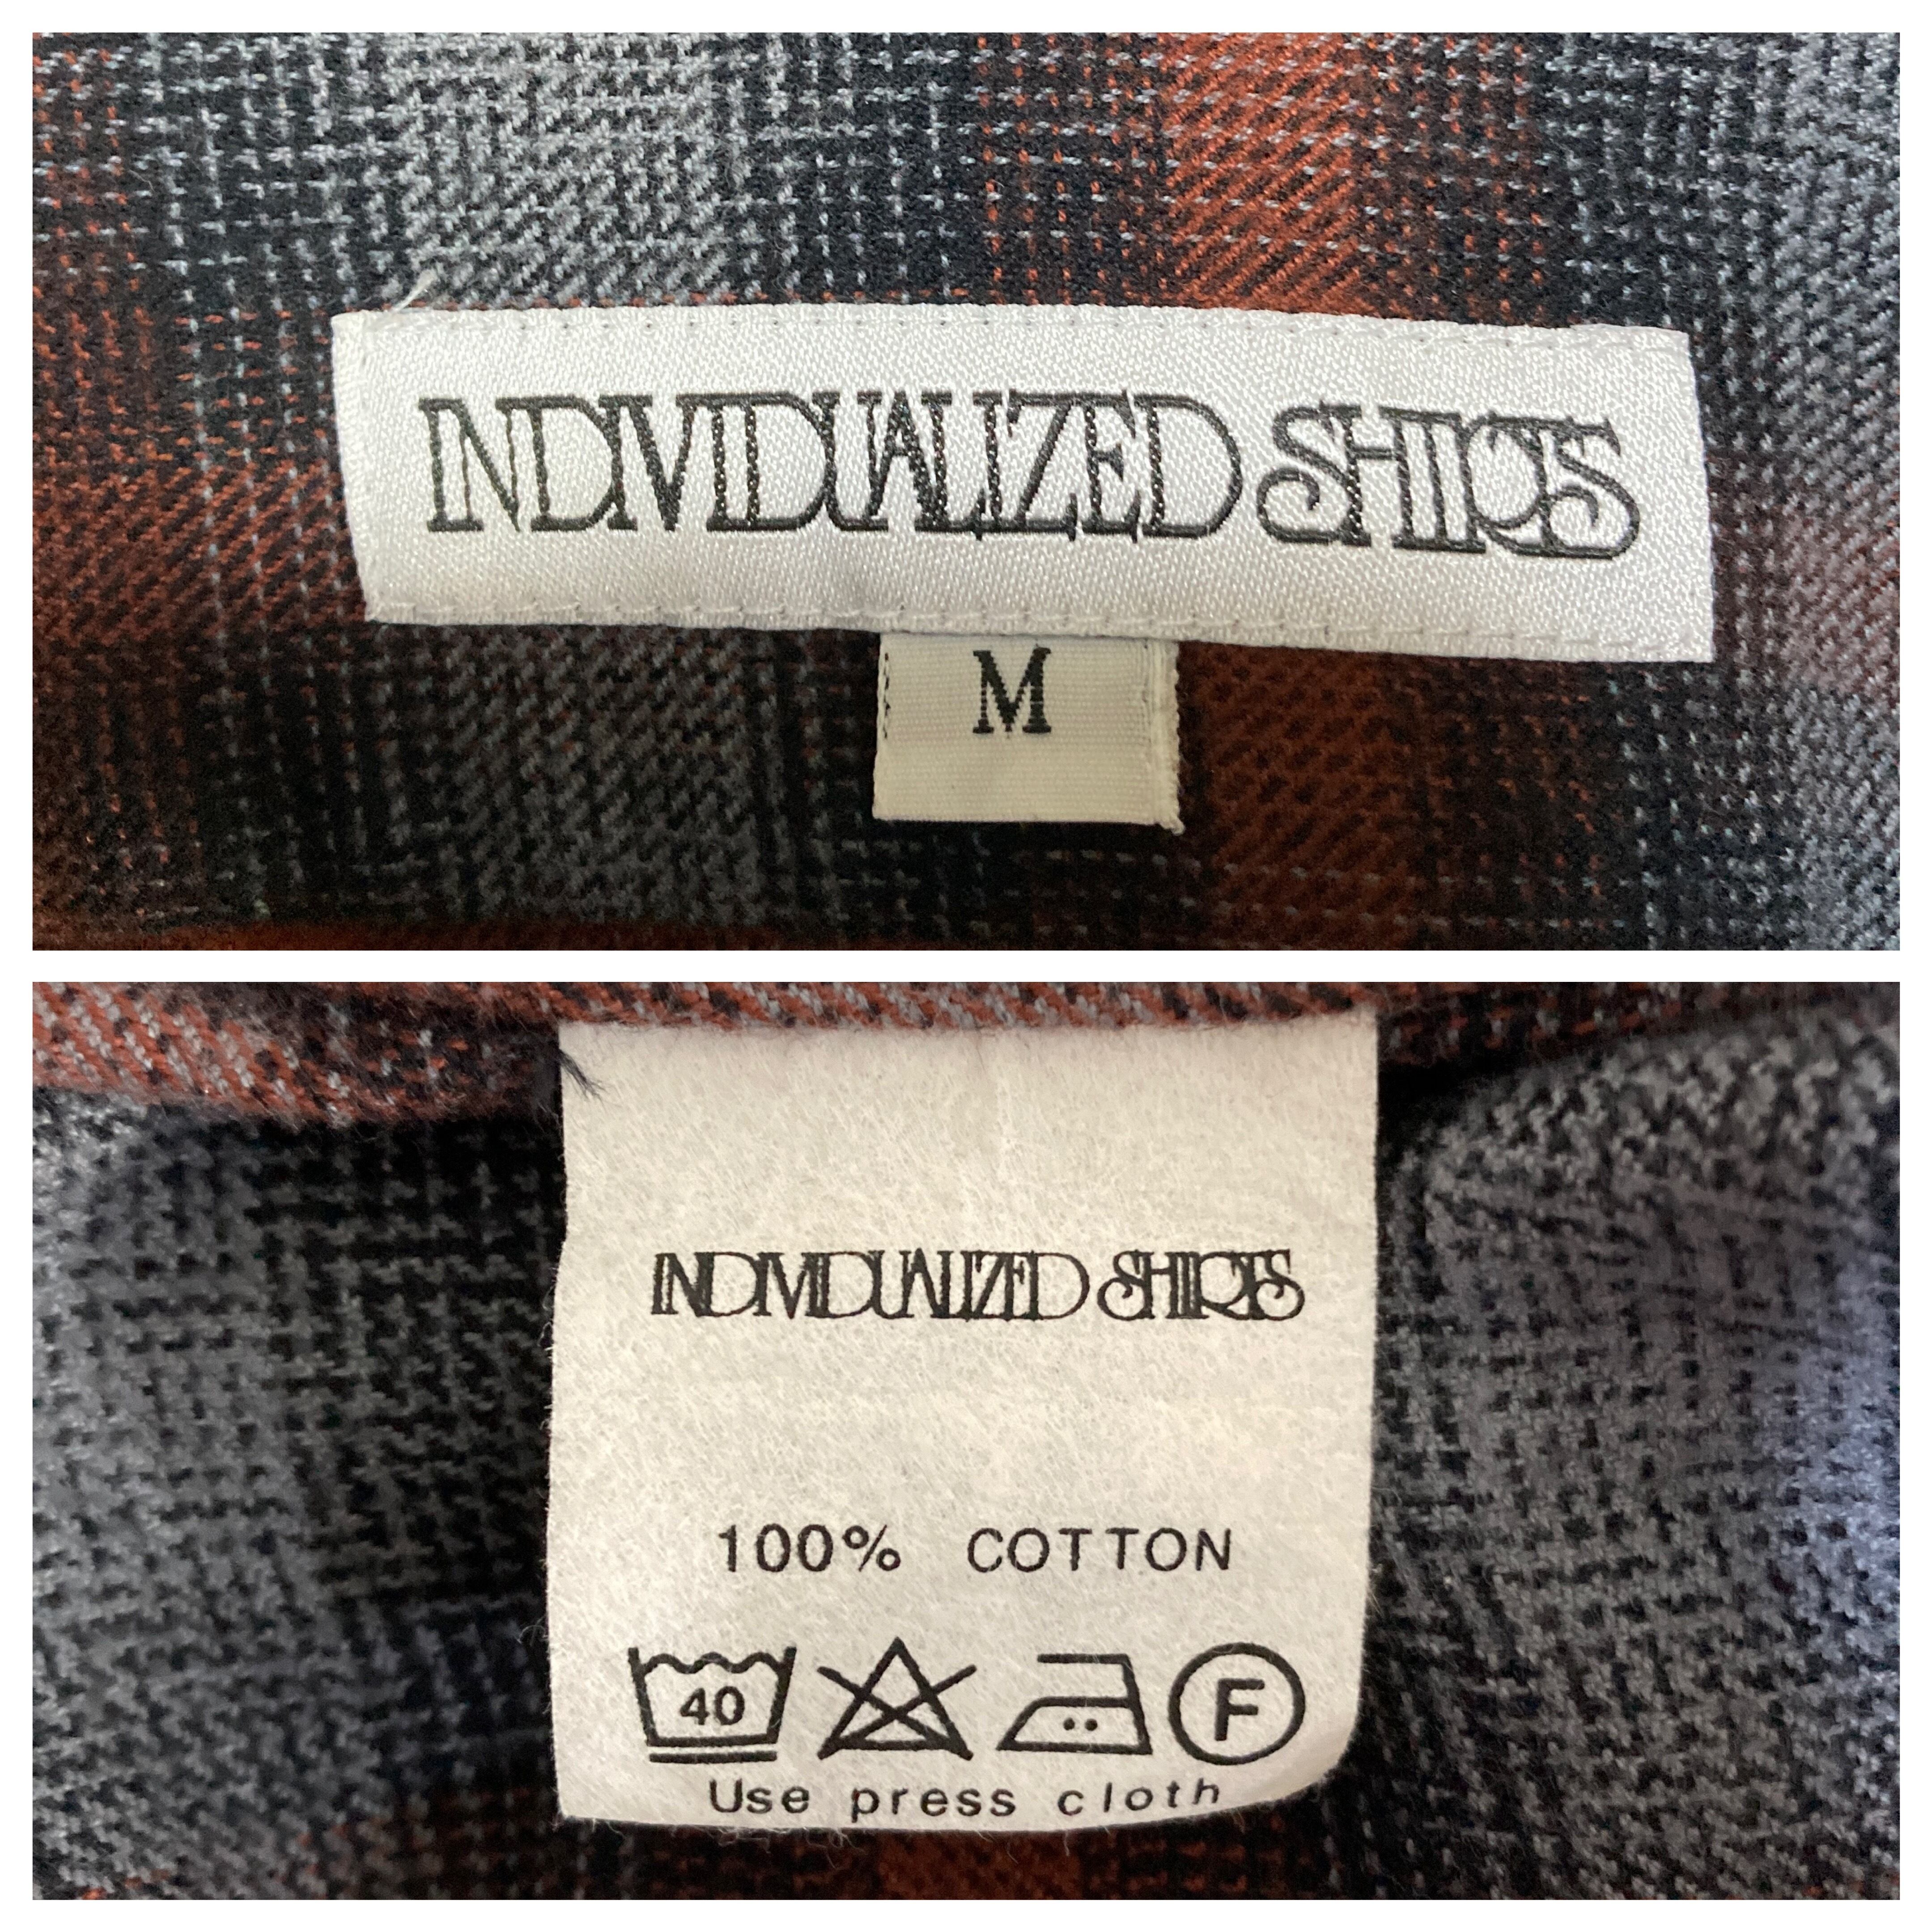 INDIVIDUALIZED SHIRTS
M
INDIVIDUALIZED SHIRTS
100% COTTON
40 F
Use press cloth